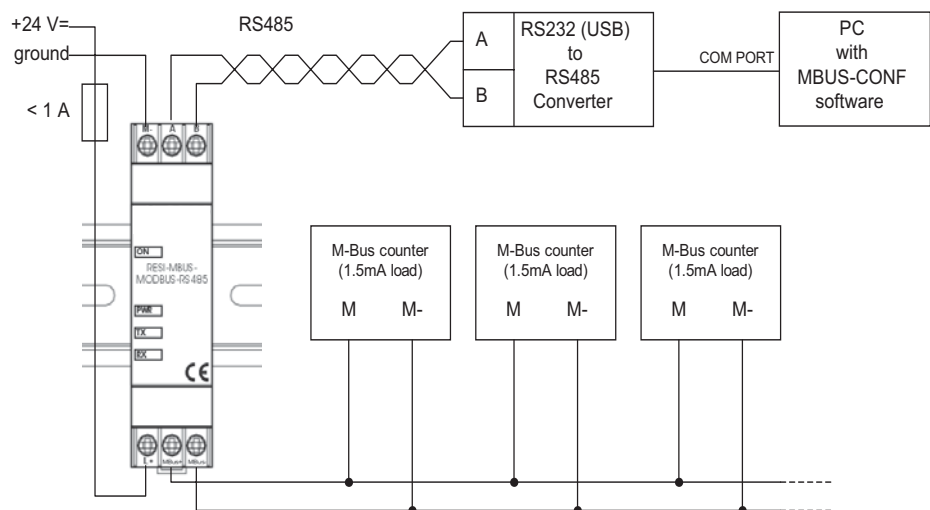 +24 V=
ground
< 1 A
RS485
A
B
RS232 (USB)
to
RS485
Converter
COM PORT
PC
with
MBUS-CONF
software
M- A B
ON
RESI-MBUS-
MODBUS-RS485
PWR
TX
RX
CE
L+ MBus+ MBus-
M-Bus counter
(1.5mA load)
M M-
M-Bus counter
(1.5mA load)
M M-
M-Bus counter
(1.5mA load)
M M-